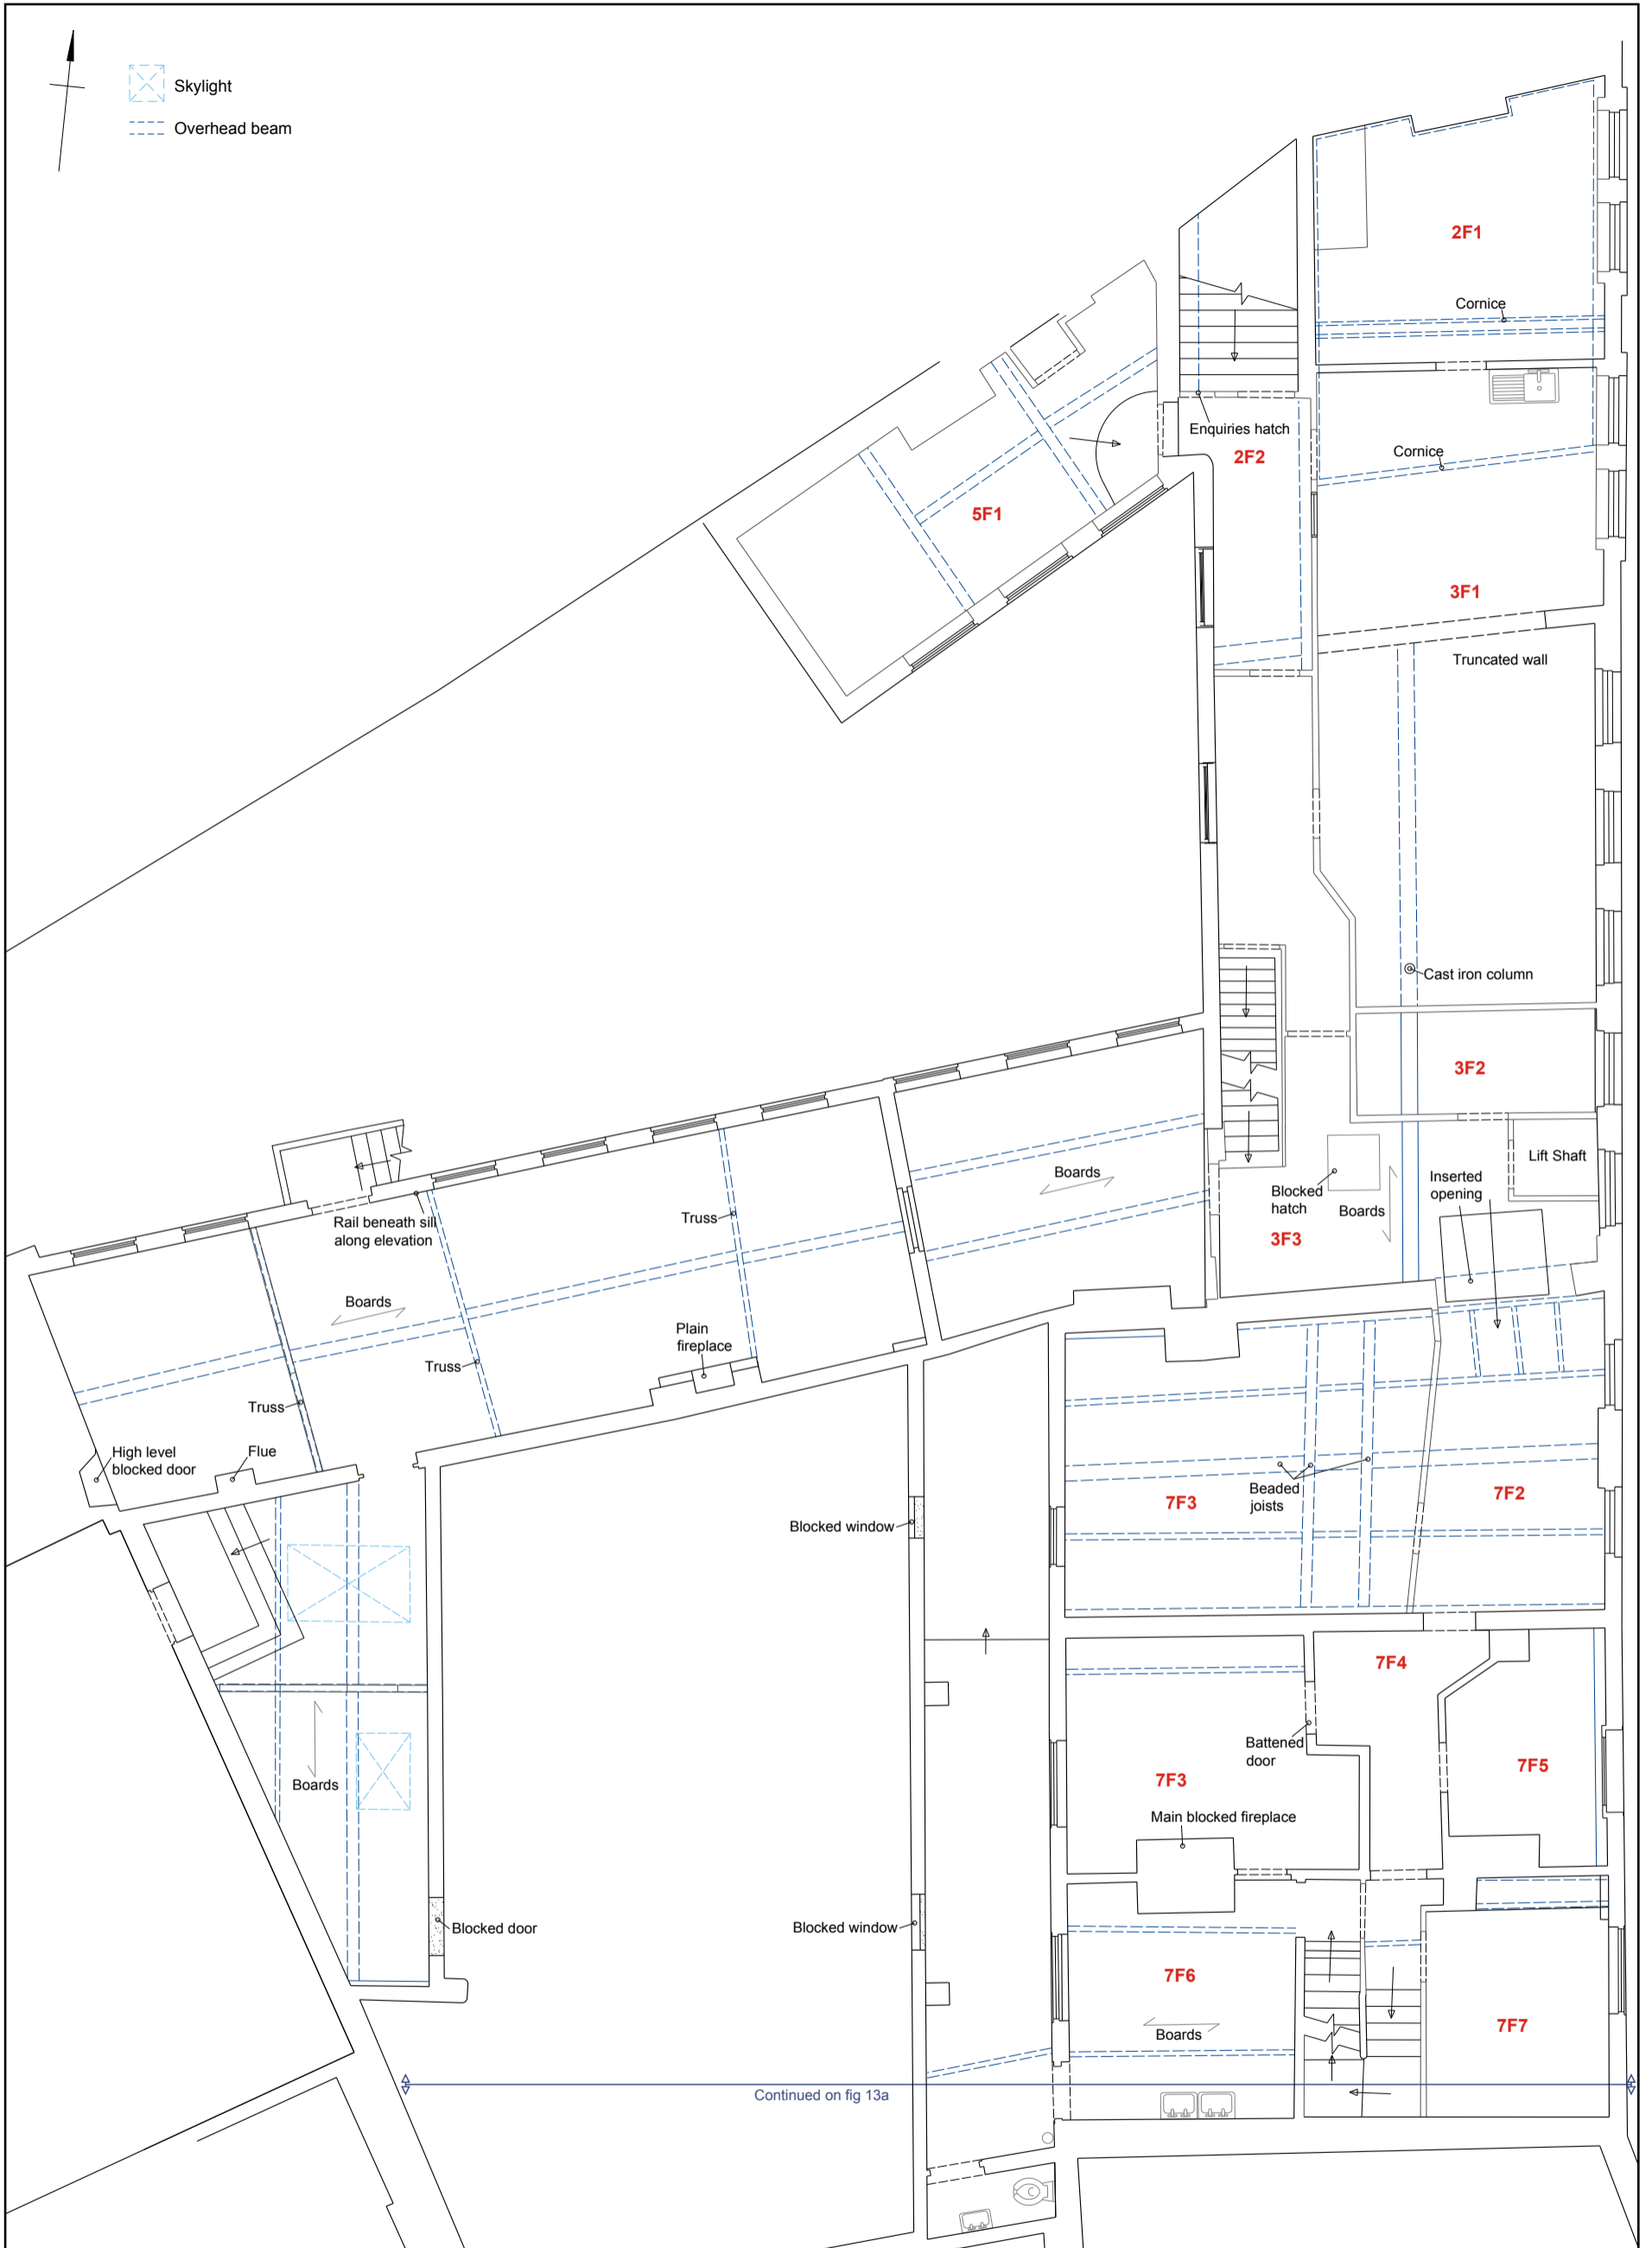 Skylight
Overhead beam
2F1
Cornice
Enquiries hatch
2F2
Cornice
5F1
3F1
Truncated wall
Cast iron column
3F2
Lift Shaft
Boards
Blocked
hatch
Boards
Inserted
opening
3F3
Rail beneath sill
along elevation
Truss
Boards
Plain
fireplace
Truss
Truss
High level
blocked door
Flue
Beaded
joists
7F3
7F2
Blocked window
7F4
Battened
door
7F3
7F5
Boards
Main blocked fireplace
Blocked door
Blocked window
7F6
Boards
7F7
Continued on fig 13a